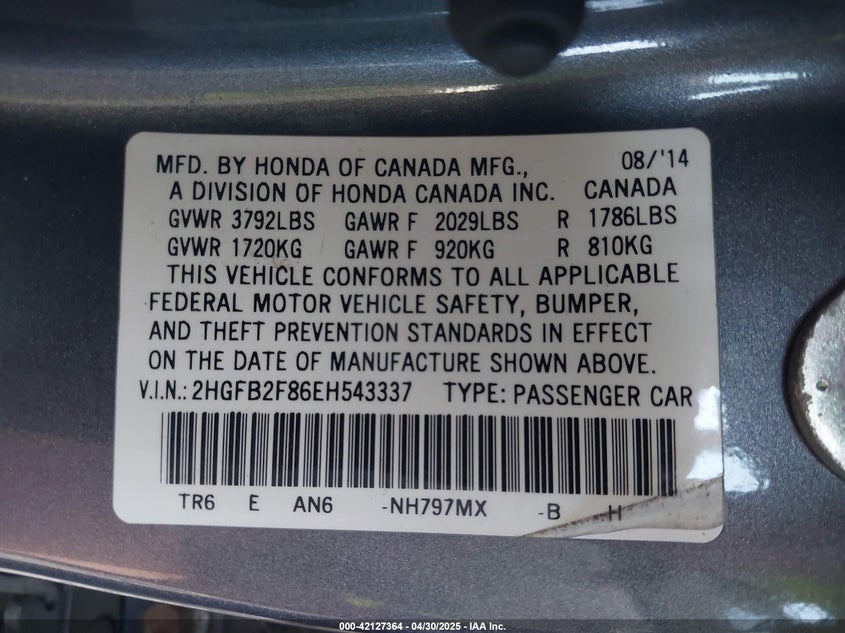 MFD. BY HONDA OF CANADA MFG., 08/'14
A DIVISION OF HONDA CANADA INC. CANADA
GVWR 3792LBS GAWR F 2029LBS R 1786LBS
GVWR 1720KG GAWR F 920KG R 810KG
THIS VEHICLE CONFORMS TO ALL APPLICABLE
FEDERAL MOTOR VEHICLE SAFETY, BUMPER,
AND THEFT PREVENTION STANDARDS IN EFFECT
ON THE DATE OF MANUFACTURE SHOWN ABOVE.
V.I.N.: 2HGFB2F86EH543337 TYPE: PASSENGER CAR
TR6 E AN6 -NH797MX -B -H
000-42127364 - 04/30/2025 - IAA Inc.